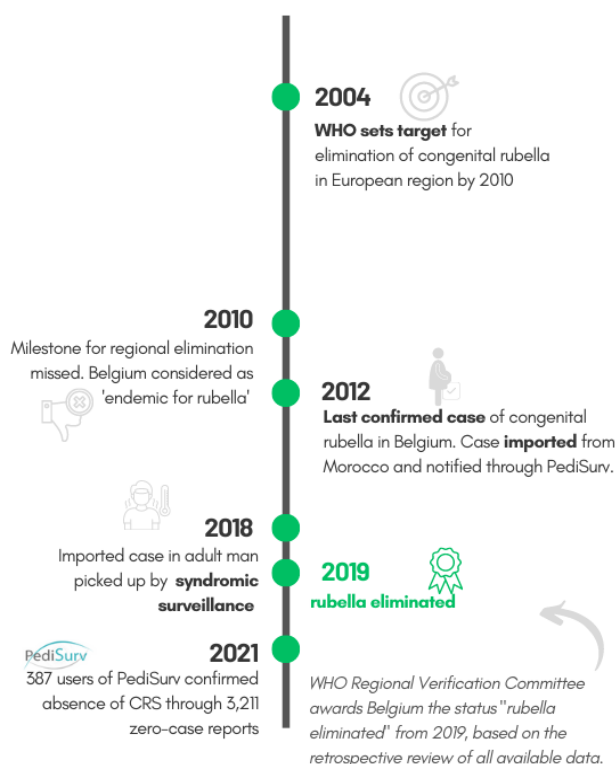 2004
WHO sets target for
elimination of congenital rubella
in European region by 2010
2010
Milestone for regional elimination
missed. Belgium considered as
'endemic for rubella'
2012
Last confirmed case of congenital
rubella in Belgium. Case imported from
Morocco and notified through PediSurv.
2018
Imported case in adult man
picked up by syndromic
surveillance
2019
rubella eliminated
PediSurv
2021
387 users of PediSurv confirmed
absence of CRS through 3,211
zero-case reports
WHO Regional Verification Committee
awards Belgium the status "rubella
eliminated" from 2019, based on the
retrospective review of all available data.